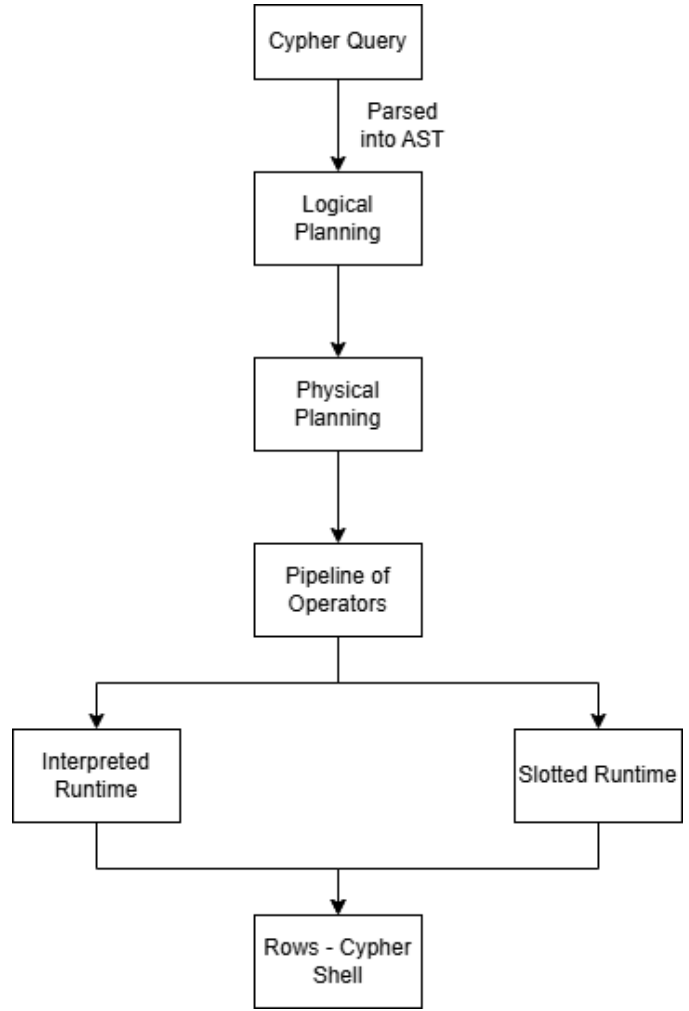 Cypher Query
Parsed
into AST
Logical
Planning
Physical
Planning
Pipeline of
Operators
Interpreted
Runtime
Slotted Runtime
Rows - Cypher
Shell